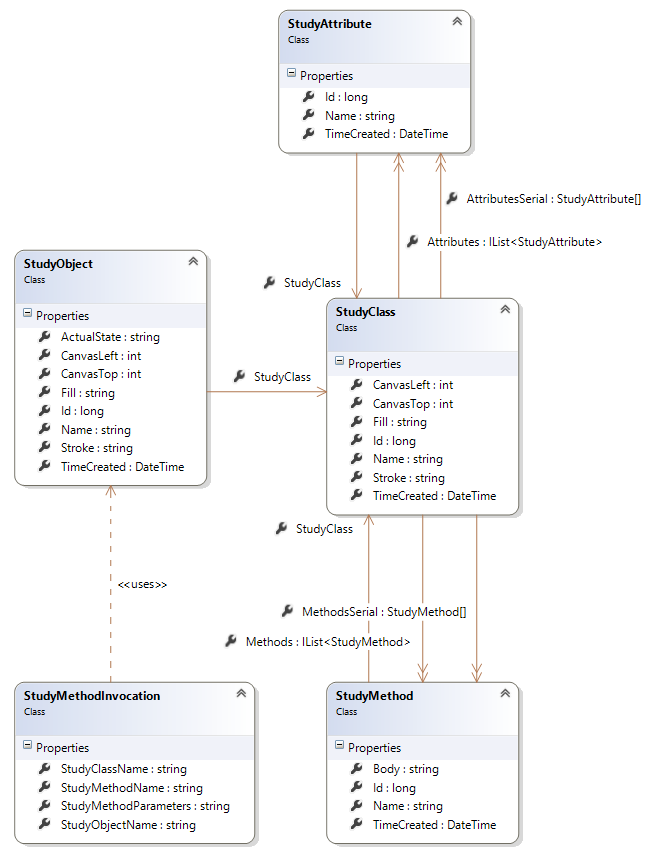 StudyAttribute
Class
Properties
Id : long
Name : string
TimeCreated : DateTime
AttributesSerial : StudyAttribute[]
Attributes : IList<StudyAttribute>
StudyClass
StudyObject
Class
Properties
ActualState : string
CanvasLeft : int
CanvasTop : int
Fill : string
Id : long
Name : string
Stroke : string
TimeCreated : DateTime
StudyClass
StudyClass
Class
Properties
CanvasLeft : int
CanvasTop : int
Fill : string
Id : long
Name : string
Stroke : string
TimeCreated : DateTime
StudyClass
<<uses>>
MethodsSerial : StudyMethod[]
Methods : IList<StudyMethod>
StudyMethodInvocation
Class
Properties
StudyClassName : string
StudyMethodName : string
StudyMethodParameters : string
StudyObjectName : string
StudyMethod
Class
Properties
Body : string
Id : long
Name : string
TimeCreated : DateTime